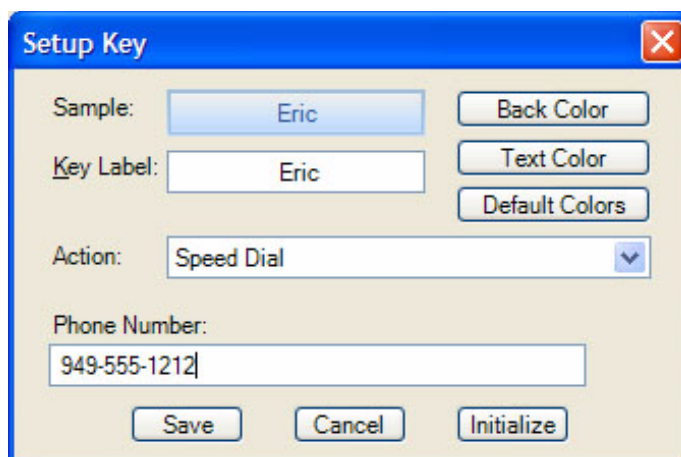 Setup Key
Sample: Eric Back Color
Key Label: Eric Text Color
Default Colors
Action: Speed Dial
Phone Number:
949-555-1212
Save Cancel Initialize